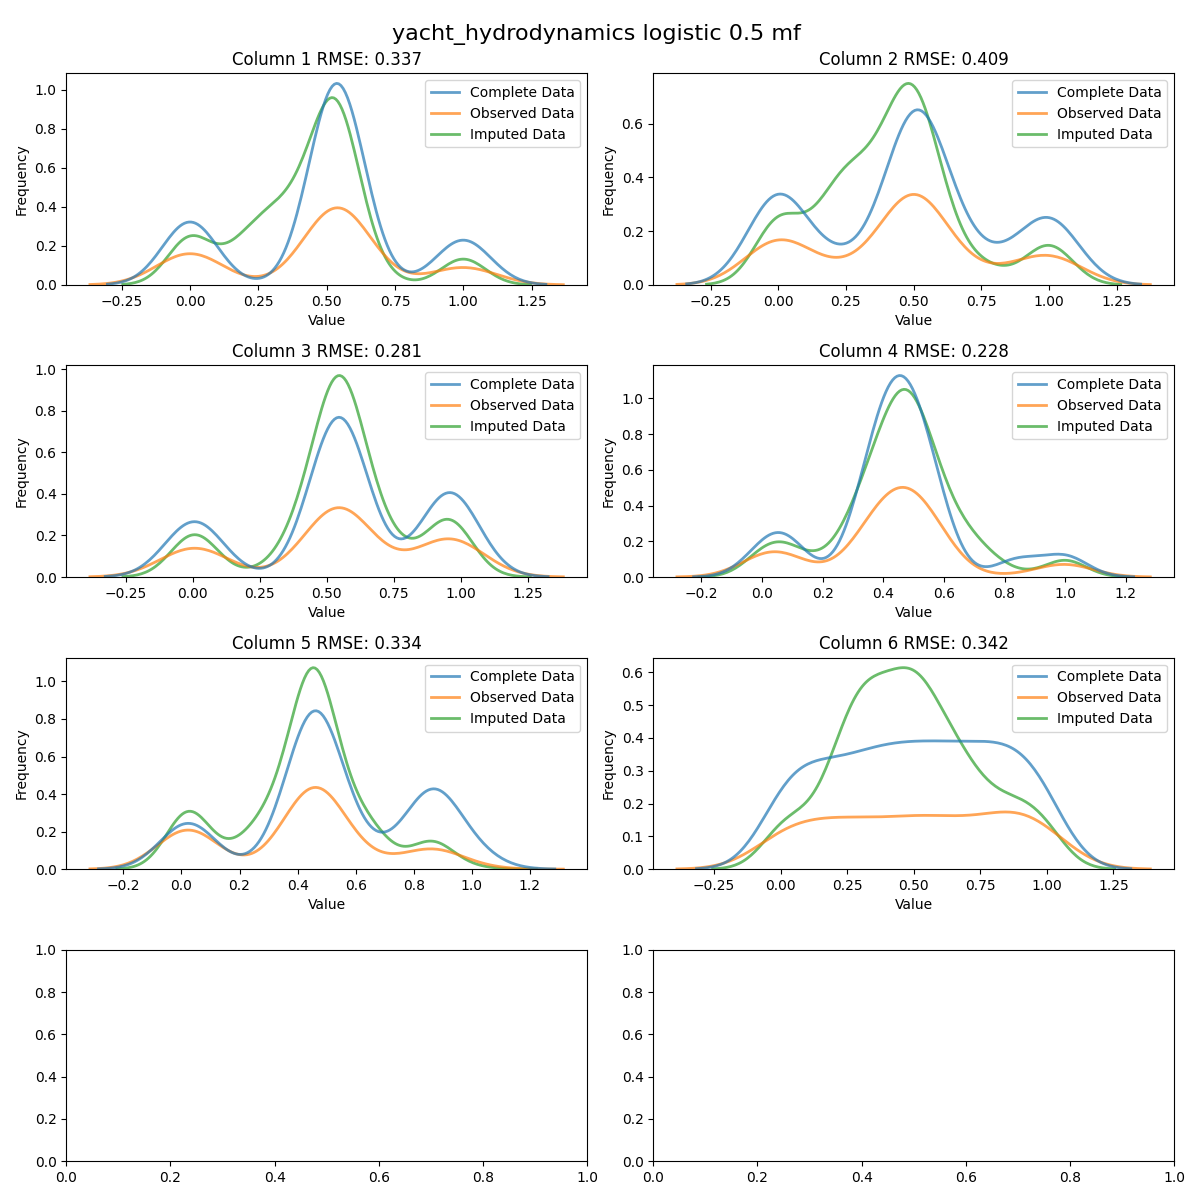 yacht_hydrodynamics logistic 0.5 mf
Column 1 RMSE: 0.337
Complete Data
Observed Data
Imputed Data
Frequency
1.0
0.8
0.6
0.4
0.2
0.0
−0.25 0.00 0.25 0.50 0.75 1.00 1.25
Value
Column 2 RMSE: 0.409
Complete Data
Observed Data
Imputed Data
Frequency
0.6
0.4
0.2
0.0
−0.25 0.00 0.25 0.50 0.75 1.00 1.25
Value
Column 3 RMSE: 0.281
Complete Data
Observed Data
Imputed Data
Frequency
1.0
0.8
0.6
0.4
0.2
0.0
−0.25 0.00 0.25 0.50 0.75 1.00 1.25
Value
Column 4 RMSE: 0.228
Complete Data
Observed Data
Imputed Data
Frequency
1.0
0.8
0.6
0.4
0.2
0.0
−0.2 0.0 0.2 0.4 0.6 0.8 1.0 1.2
Value
Column 5 RMSE: 0.334
Complete Data
Observed Data
Imputed Data
Frequency
1.0
0.8
0.6
0.4
0.2
0.0
−0.2 0.0 0.2 0.4 0.6 0.8 1.0 1.2
Value
Column 6 RMSE: 0.342
Complete Data
Observed Data
Imputed Data
Frequency
0.6
0.5
0.4
0.3
0.2
0.1
0.0
−0.25 0.00 0.25 0.50 0.75 1.00 1.25
Value
1.0
0.8
0.6
0.4
0.2
0.0
0.0 0.2 0.4 0.6 0.8 1.0
1.0
0.8
0.6
0.4
0.2
0.0
0.0 0.2 0.4 0.6 0.8 1.0